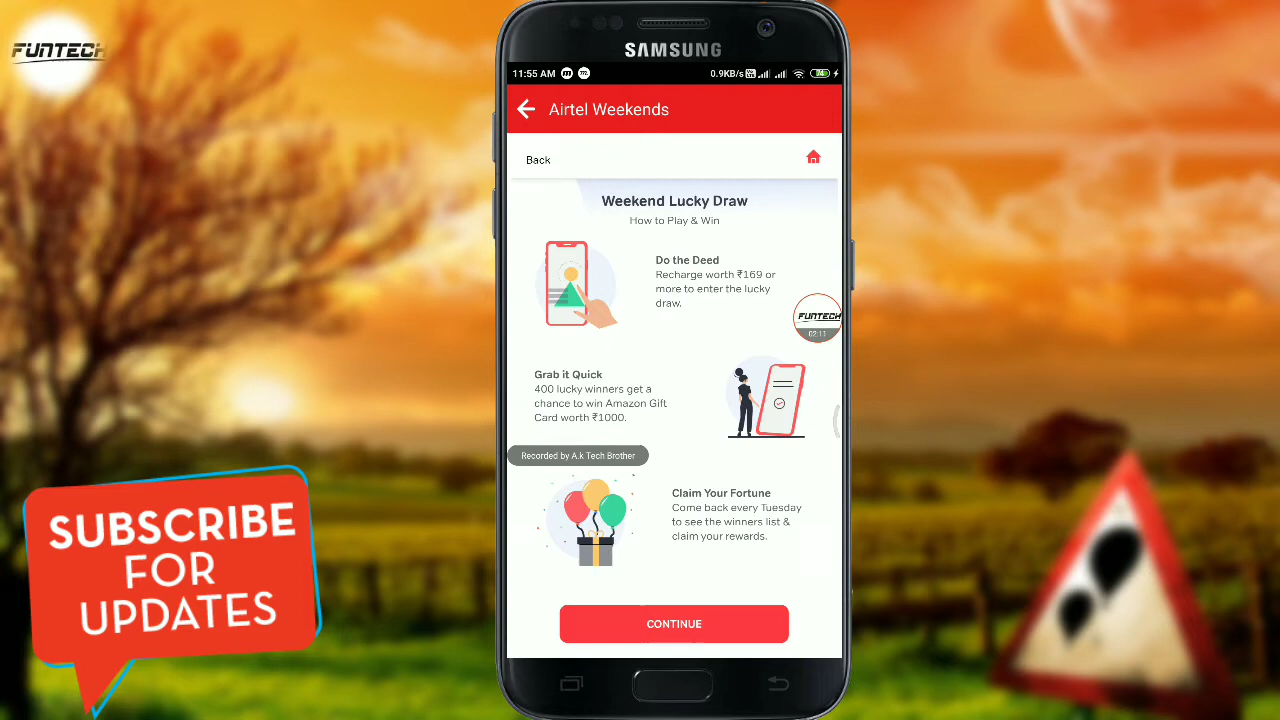 FUNTECH
SAMSUNG
11:55 AM m m 0.9KB/s 74
Airtel Weekends
Back
Weekend Lucky Draw
How to Play & Win
Do the Deed
Recharge worth ₹169 or
more to enter the lucky
draw.
FUNTECH
02:11
Grab it Quick
400 lucky winners get a
chance to win Amazon Gift
Card worth ₹1000.
Recorded by A.k Tech Brother
Claim Your Fortune
Come back every Tuesday
to see the winners list &
claim your rewards.
CONTINUE
SUBSCRIBE
FOR
UPDATES